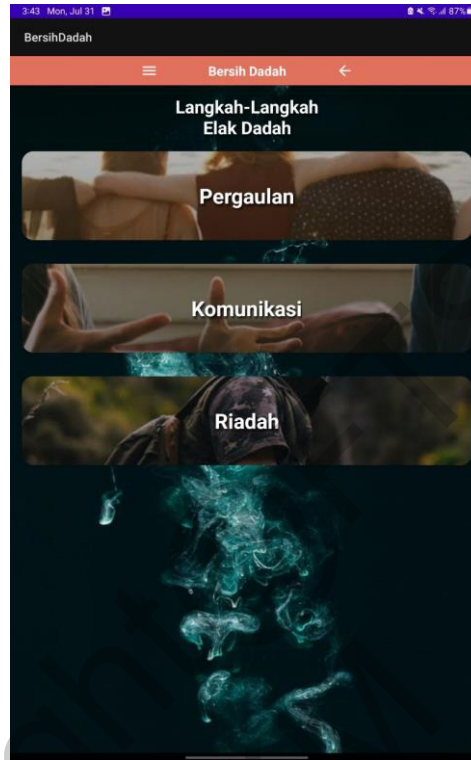 3:43 Mon, Jul 31
87%
BersihDadah
Bersih Dadah
Langkah-Langkah
Elak Dadah
Pergaulan
Komunikasi
Riadah